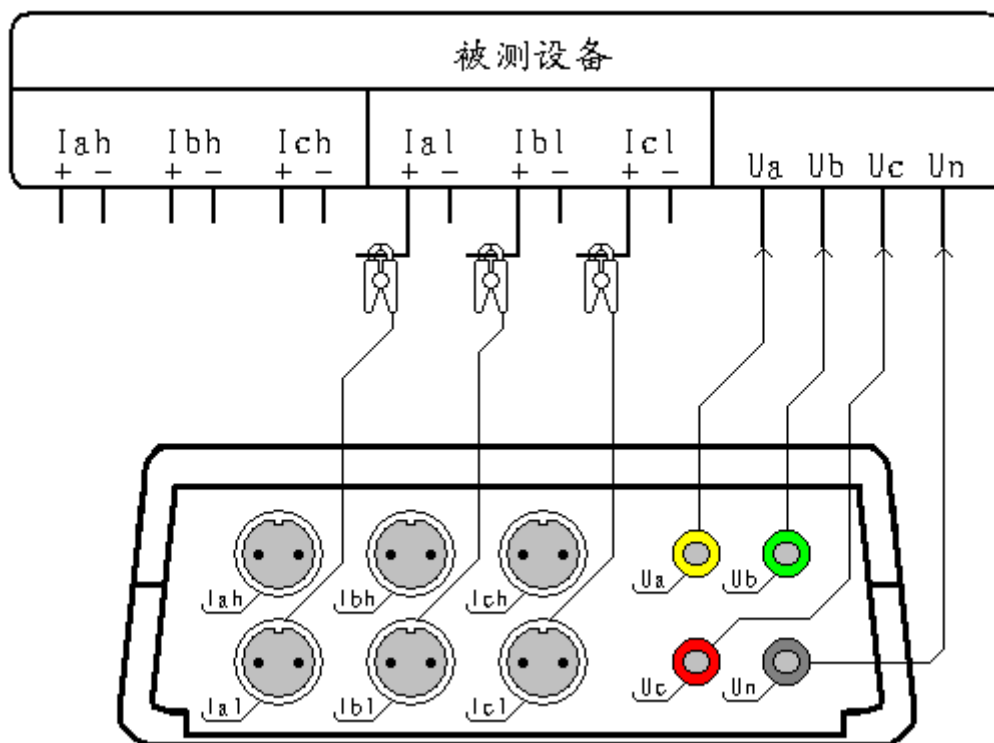 被测设备
Iah Ibh Ich Ial Ibl Icl
+ - + - + - + - + - + -
Ua Ub Uc Un
Iah Ibh Ich Ua Ub
Ial Ibl Icl Uc Un